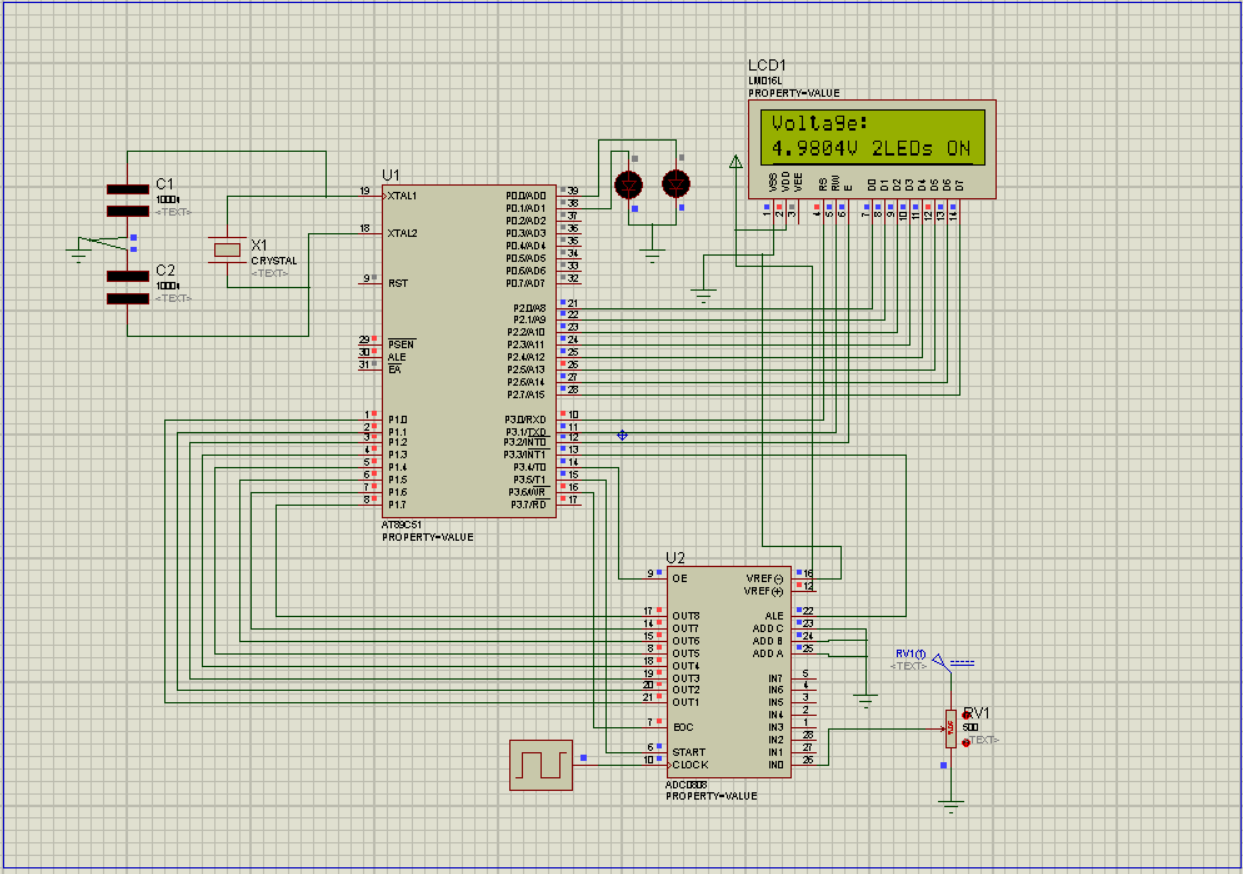 LCD1
LM016L
PROPERTY=VALUE
Voltage:
4.9804V 2LEDs ON
VSS
VDD
VEE
RS
RW
E
D0
D1
D2
D3
D4
D5
D6
D7
1
2
3
4
5
6
7
8
9
10
11
12
13
14
C1
<TEXT>
C2
<TEXT>
X1
CRYSTAL
<TEXT>
U1
19 XTAL1
18 XTAL2
9 RST
29 PSEN
30 ALE
31 EA
1 P1.0
2 P1.1
3 P1.2
4 P1.3
5 P1.4
6 P1.5
7 P1.6
8 P1.7
P0.0/AD0 39
P0.1/AD1 38
P0.2/AD2 37
P0.3/AD3 36
P0.4/AD4 35
P0.5/AD5 34
P0.6/AD6 33
P0.7/AD7 32
P2.0/A8 21
P2.1/A9 22
P2.2/A10 23
P2.3/A11 24
P2.4/A12 25
P2.5/A13 26
P2.6/A14 27
P2.7/A15 28
P3.0/RXD 10
P3.1/TXD 11
P3.2/INT0 12
P3.3/INT1 13
P3.4/T0 14
P3.5/T1 15
P3.6/WR 16
P3.7/RD 17
AT89C51
PROPERTY=VALUE
U2
9 OE
17 OUT8
14 OUT7
15 OUT6
8 OUT5
18 OUT4
19 OUT3
20 OUT2
21 OUT1
7 EOC
6 START
10 CLOCK
VREF(-) 16
VREF(+) 12
ALE 22
ADD C 23
ADD B 24
ADD A 25
IN7 5
IN6 4
IN5 3
IN4 2
IN3 1
IN2 28
IN1 27
IN0 26
ADC0808
PROPERTY=VALUE
RV1(1)
<TEXT>
RV1
500
<TEXT>